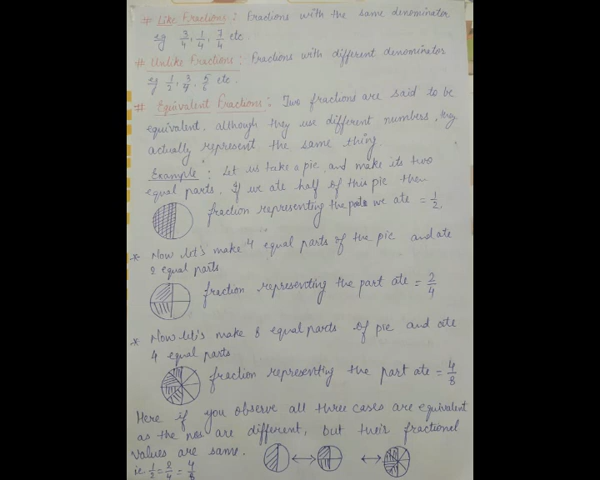 # Like Fractions : Fractions with the same denominator
eg 3/4, 1/4, 7/4 etc.
# Unlike Fractions : Fractions with different denominator
eg 1/2, 3/7, 5/6 etc.
# Equivalent Fractions : Two fractions are said to be
equivalent, although they use different numbers, they
actually represent the same thing.
Example : Let us take a pie, and make its two
equal parts, if we ate half of this pie then
fraction representing the we ate = 1/2.
* Now let's make 4 equal parts of the pie and ate
2 equal parts
fraction representing the part ate = 2/4
* Now let's make 8 equal parts of pie and ate
4 equal parts
fraction representing the part ate = 4/8
Here if you observe all three cases are equivalent
as the nos are different, but their fractional
values are same.
i.e. 1/2 = 2/4 = 4/8